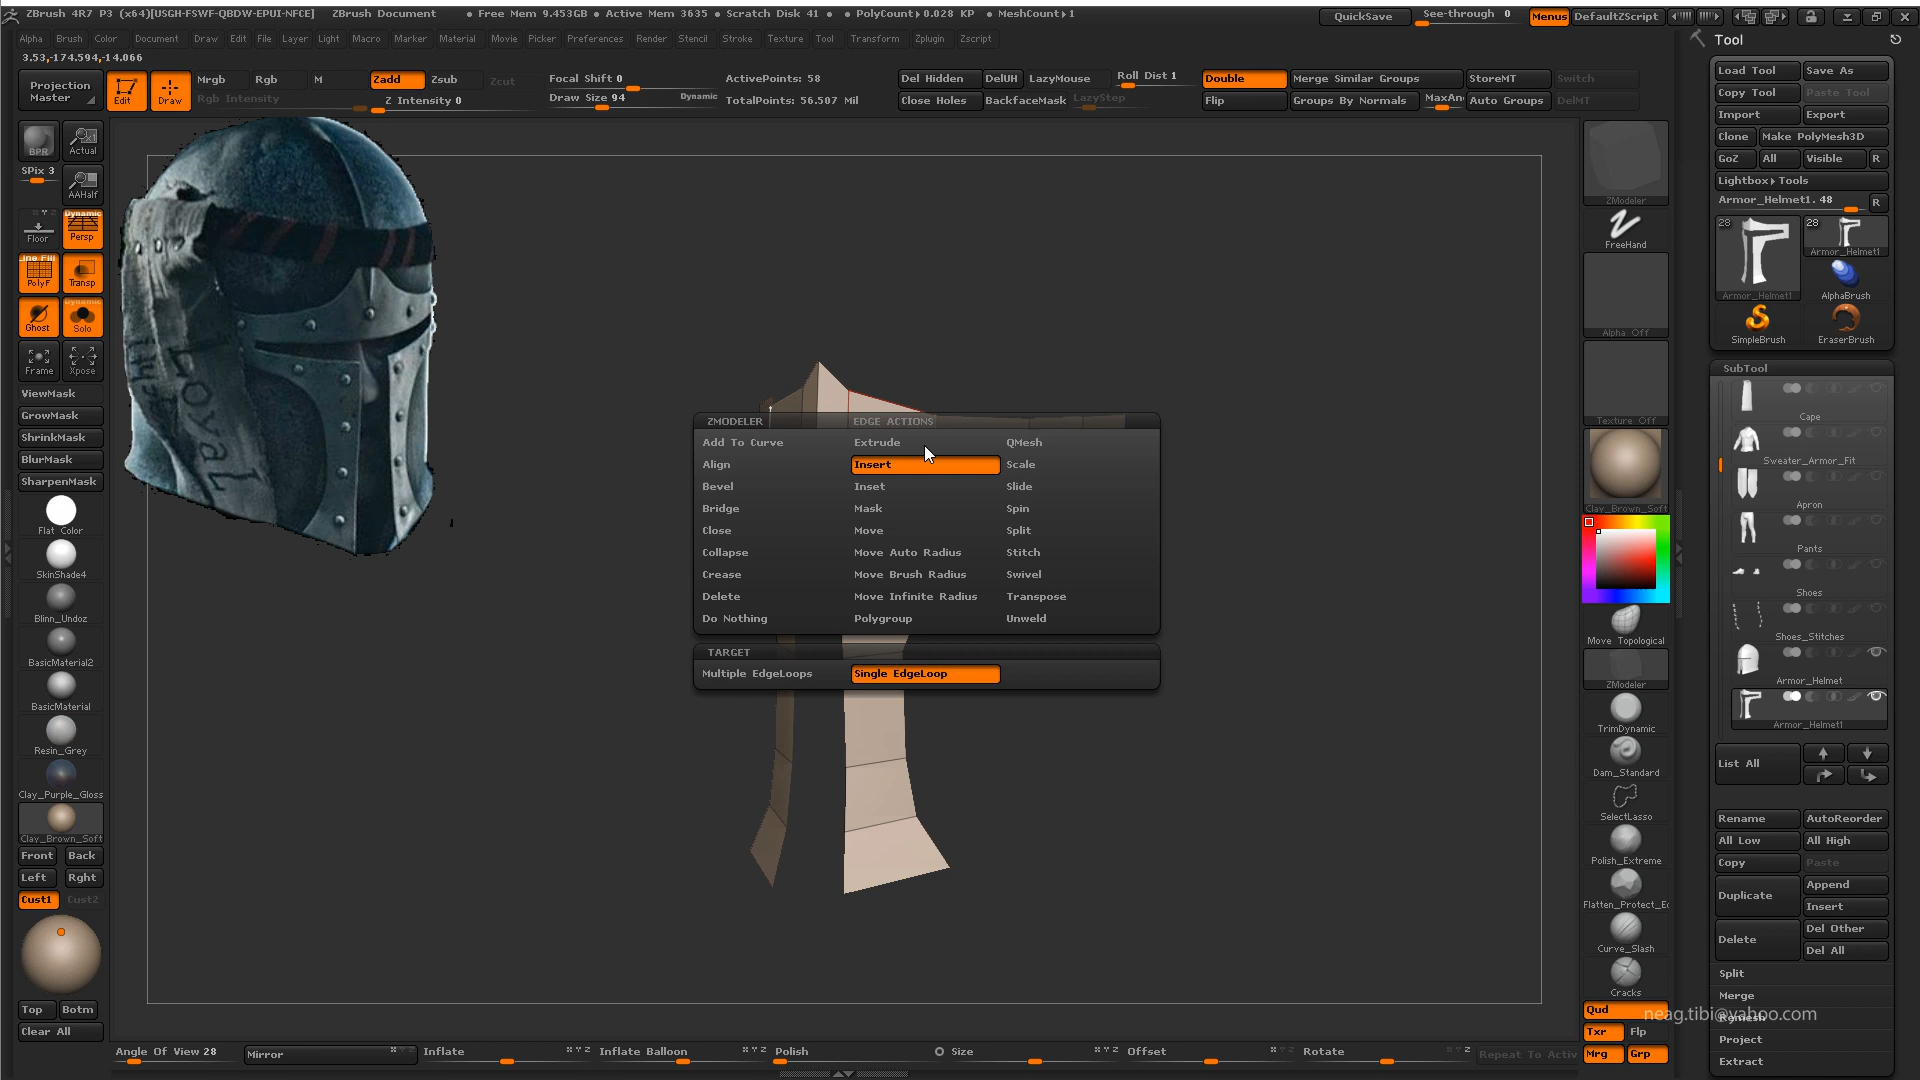 ZBrush 4R7 P3 (x64)[USGH-FSWF-QBDW-EPUI-NFCE] ZBrush Document • Free Mem 9.453GB • Active Mem 3635 • Scratch Disk 41 • • PolyCount▸0.028 KP • MeshCount▸1 QuickSave See-through 0 Menus DefaultZScript
Alpha Brush Color Document Draw Edit File Layer Light Macro Marker Material Movie Picker Preferences Render Stencil Stroke Texture Tool Transform Zplugin Zscript
3.53,-174.594,-14.066
Projection Master
Edit
Draw
Mrgb Rgb M Zadd Zsub Zcut
Rgb Intensity Z Intensity 0
Focal Shift 0
Draw Size 94 Dynamic
ActivePoints: 58
TotalPoints: 56.507 Mil
Del Hidden DelUH LazyMouse Roll Dist 1
Close Holes BackfaceMask LazyStep
Double Merge Similar Groups StoreMT Switch
Flip Groups By Normals MaxAn Auto Groups DelMT
BPR
Actual
SPix 3
AAHalf
Floor
Dynamic
Persp
Line Fill
PolyF
Transp
Ghost
Dynamic
Solo
Frame
Xpose
ViewMask
GrowMask
ShrinkMask
BlurMask
SharpenMask
Flat Color
SkinShade4
Blinn_Undoz
BasicMaterial2
BasicMaterial
Resin_Grey
Clay_Purple_Gloss
Clay_Brown_Soft
Front Back
Left Rght
Cust1 Cust2
Top Botm
Clear All
Loyal
ZMODELER EDGE ACTIONS
Add To Curve Extrude QMesh
Align Insert Scale
Bevel Inset Slide
Bridge Mask Spin
Close Move Split
Collapse Move Auto Radius Stitch
Crease Move Brush Radius Swivel
Delete Move Infinite Radius Transpose
Do Nothing Polygroup Unweld
TARGET
Multiple EdgeLoops Single EdgeLoop
ZModeler
FreeHand
Alpha Off
Texture Off
Clay_Brown_Soft
Move Topological
ZModeler
TrimDynamic
Dam_Standard
SelectLasso
Polish_Extreme
Flatten_Protect_Ec
Curve_Slash
Cracks
Qud
Txr Flp
Mrg Grp
Tool
Load Tool Save As
Copy Tool Paste Tool
Import Export
Clone Make PolyMesh3D
GoZ All Visible R
Lightbox▸Tools
Armor_Helmet1. 48 R
28
28
Armor_Helmet1
Armor_Helmet1
AlphaBrush
SimpleBrush
EraserBrush
SubTool
Cape
Sweater_Armor_Fit
Apron
Pants
Shoes
Shoes_Stitches
Armor_Helmet
Armor_Helmet1
List All
Rename AutoReorder
All Low All High
Copy Paste
Duplicate Append
Insert
Delete Del Other
Del All
Split
Merge
neag.tibi@yahoo.com
Project
Extract
Angle Of View 28 Mirror Inflate Inflate Balloon Polish Size Offset Rotate Repeat To Activ